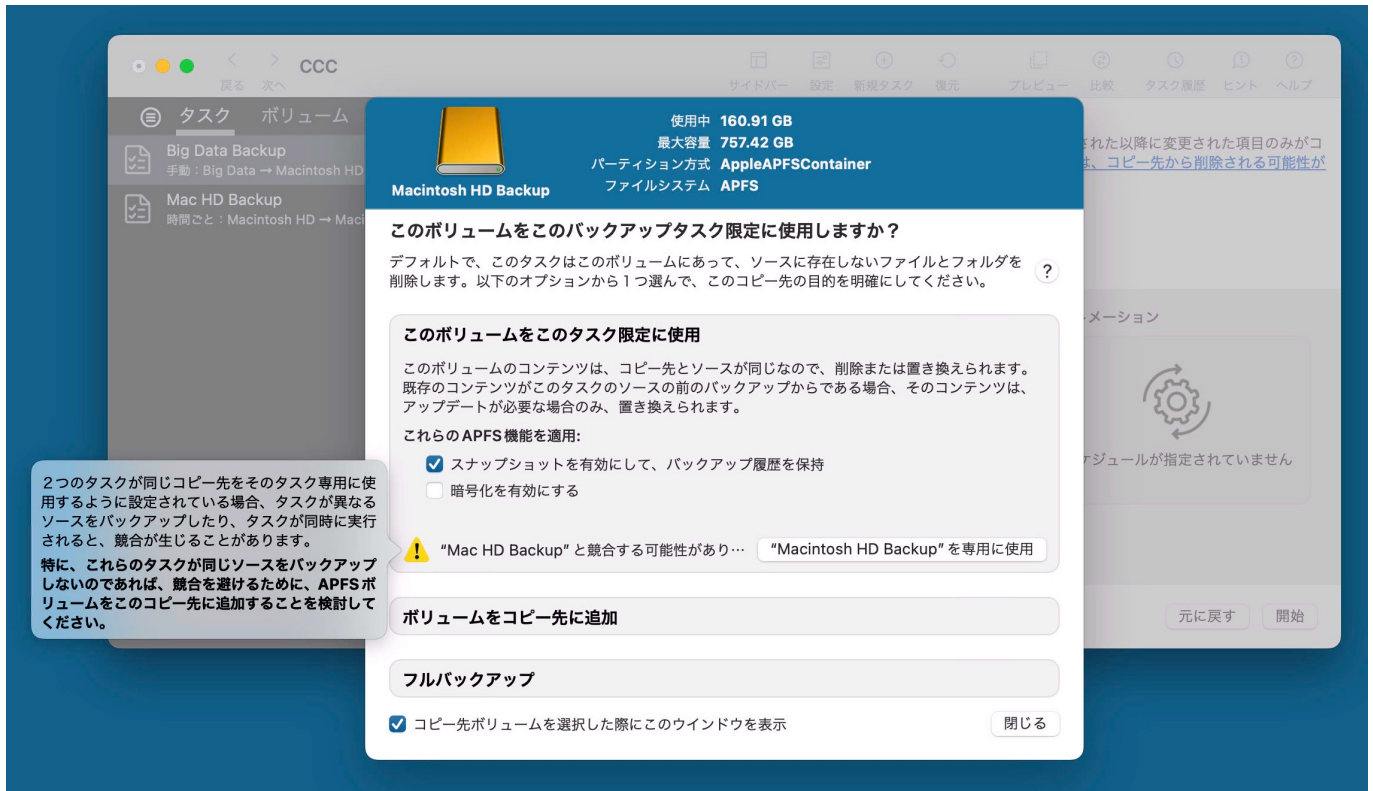 CCC
戻る 次へ
サイドバー 設定 新規タスク 復元 プレビュー 比較 タスク履歴 ヒント ヘルプ
タスク ボリューム
Big Data Backup
手動：Big Data → Macintosh HD
Mac HD Backup
時間ごと：Macintosh HD → Maci
された以降に変更された項目のみがコ
は、コピー先から削除される可能性が
メーション
ケジュールが指定されていません
元に戻す 開始
Macintosh HD Backup
使用中 160.91 GB
最大容量 757.42 GB
パーティション方式 AppleAPFSContainer
ファイルシステム APFS
このボリュームをこのバックアップタスク限定に使用しますか？
デフォルトで、このタスクはこのボリュームにあって、ソースに存在しないファイルとフォルダを
削除します。以下のオプションから１つ選んで、このコピー先の目的を明確にしてください。
?
このボリュームをこのタスク限定に使用
このボリュームのコンテンツは、コピー先とソースが同じなので、削除または置き換えられます。
既存のコンテンツがこのタスクのソースの前のバックアップからである場合、そのコンテンツは、
アップデートが必要な場合のみ、置き換えられます。
これらのAPFS機能を適用:
スナップショットを有効にして、バックアップ履歴を保持
暗号化を有効にする
“Mac HD Backup” と競合する可能性があり… “Macintosh HD Backup” を専用に使用
２つのタスクが同じコピー先をそのタスク専用に使
用するように設定されている場合、タスクが異なる
ソースをバックアップしたり、タスクが同時に実行
されると、競合が生じることがあります。
特に、これらのタスクが同じソースをバックアップ
しないのであれば、競合を避けるために、APFSボ
リュームをこのコピー先に追加することを検討して
ください。
ボリュームをコピー先に追加
フルバックアップ
コピー先ボリュームを選択した際にこのウインドウを表示
閉じる